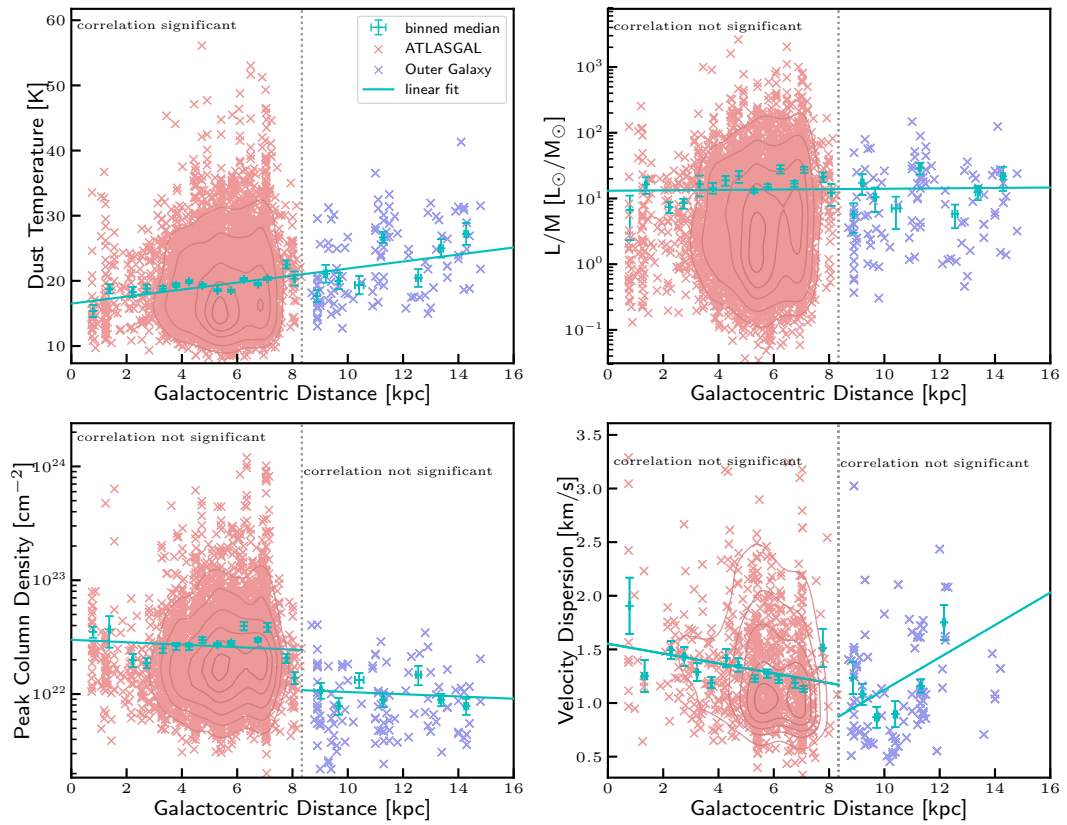 correlation significant
binned median
ATLASGAL
Outer Galaxy
linear fit
60
50
40
30
20
10
Dust Temperature [K]
0 2 4 6 8 10 12 14 16
Galactocentric Distance [kpc]
correlation not significant
10³
10²
10¹
10⁰
10⁻¹
L/M [L⊙/M⊙]
0 2 4 6 8 10 12 14 16
Galactocentric Distance [kpc]
correlation not significant
correlation not significant
10²⁴
10²³
10²²
Peak Column Density [cm⁻²]
0 2 4 6 8 10 12 14 16
Galactocentric Distance [kpc]
correlation not significant
correlation not significant
3.5
3.0
2.5
2.0
1.5
1.0
0.5
Velocity Dispersion [km/s]
0 2 4 6 8 10 12 14 16
Galactocentric Distance [kpc]